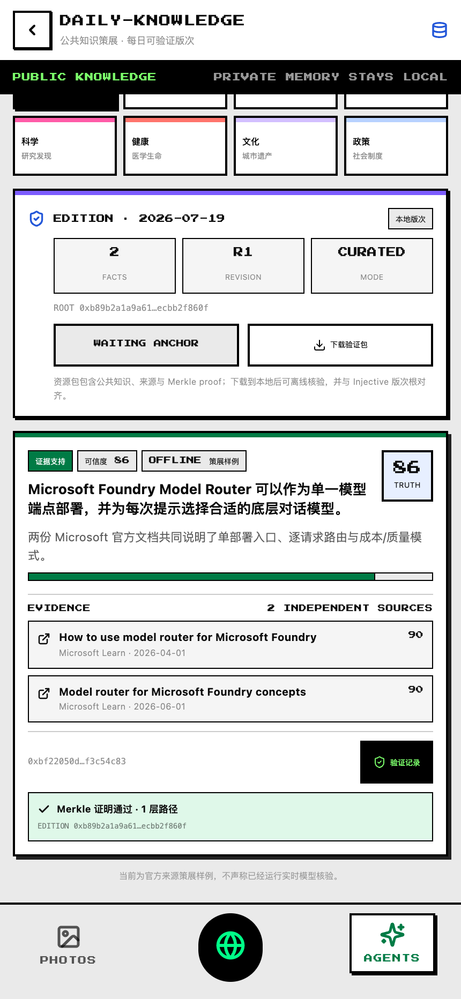 DAILY-KNOWLEDGE
公共知识策展 · 每日可验证版次
PUBLIC KNOWLEDGE
PRIVATE MEMORY STAYS LOCAL
科学
研究发现
健康
医学生命
文化
城市遗产
政策
社会制度
EDITION · 2026-07-19
本地版次
2
FACTS
R1
REVISION
CURATED
MODE
ROOT 0xb89b2a1a9a61…ecbb2f860f
WAITING ANCHOR
下载验证包
资源包包含公共知识、来源与 Merkle proof；下载到本地后可离线核验，并与 Injective 版次根对
齐。
证据支持
可信度 86
OFFLINE 策展样例
86
TRUTH
Microsoft Foundry Model Router 可以作为单一模型
端点部署，并为每次提示选择合适的底层对话模型。
两份 Microsoft 官方文档共同说明了单部署入口、逐请求路由与成本/质量模
式。
EVIDENCE
2 INDEPENDENT SOURCES
How to use model router for Microsoft Foundry
90
Microsoft Learn · 2026-04-01
Model router for Microsoft Foundry concepts
90
Microsoft Learn · 2026-06-01
0xbf22050d…f3c54c83
验证记录
Merkle 证明通过 · 1 层路径
EDITION 0xb89b2a1a9a61…ecbb2f860f
当前为官方来源策展样例，不声称已经运行实时模型核验。
PHOTOS
AGENTS